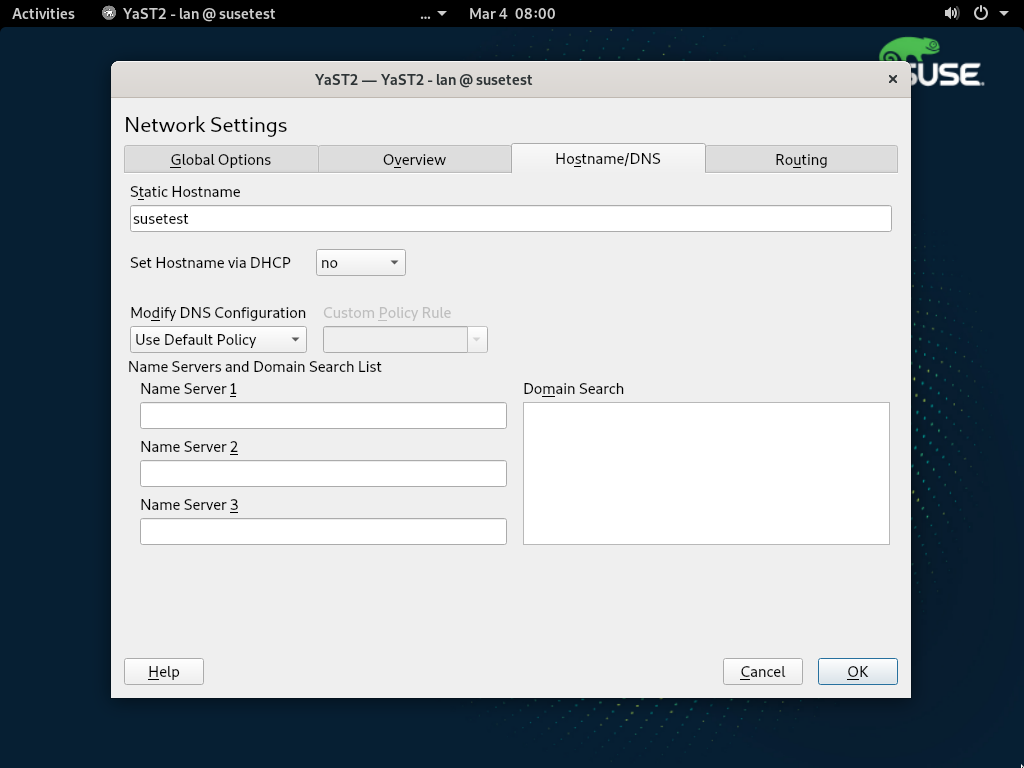 Activities YaST2 - lan @ susetest ... Mar 4 08:00
SUSE
YaST2 — YaST2 - lan @ susetest
Network Settings
Global Options Overview Hostname/DNS Routing
Static Hostname
susetest
Set Hostname via DHCP no
Modify DNS Configuration Custom Policy Rule
Use Default Policy
Name Servers and Domain Search List
Name Server 1 Domain Search
Name Server 2
Name Server 3
Help Cancel OK